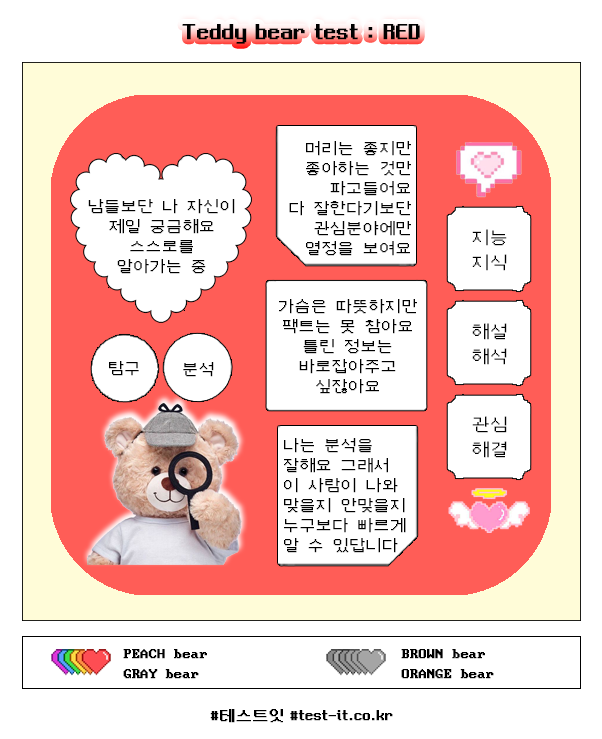 Teddy bear test : RED
남들보단 나 자신이
제일 궁금해요
스스로를
알아가는 중
탐구
분석
머리는 좋지만
좋아하는 것만
파고들어요
다 잘한다기보단
관심분야에만
열정을 보여요
가슴은 따뜻하지만
팩트는 못 참아요
틀린 정보는
바로잡아주고
싶잖아요
나는 분석을
잘해요 그래서
이 사람이 나와
맞을지 안맞을지
누구보다 빠르게
알 수 있답니다
지능
지식
해설
해석
관심
해결
PEACH bear
GRAY bear
BROWN bear
ORANGE bear
#테스트잇 #test-it.co.kr